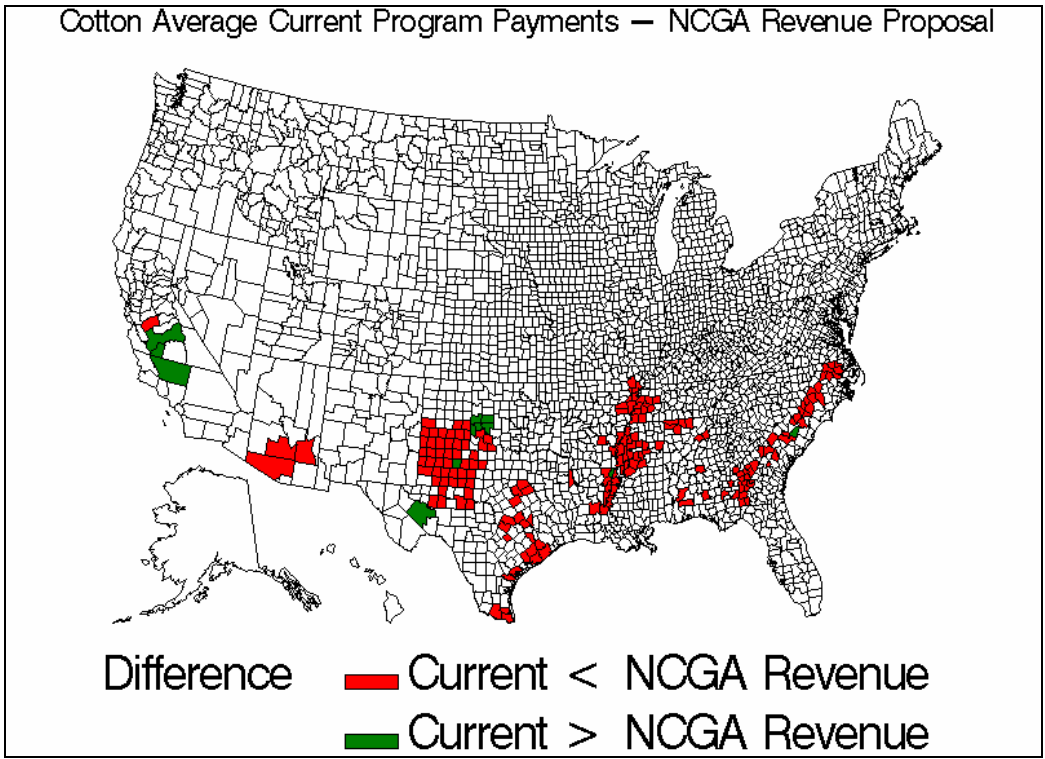 Cotton Average Current Program Payments — NCGA Revenue Proposal
Difference
Current < NCGA Revenue
Current > NCGA Revenue